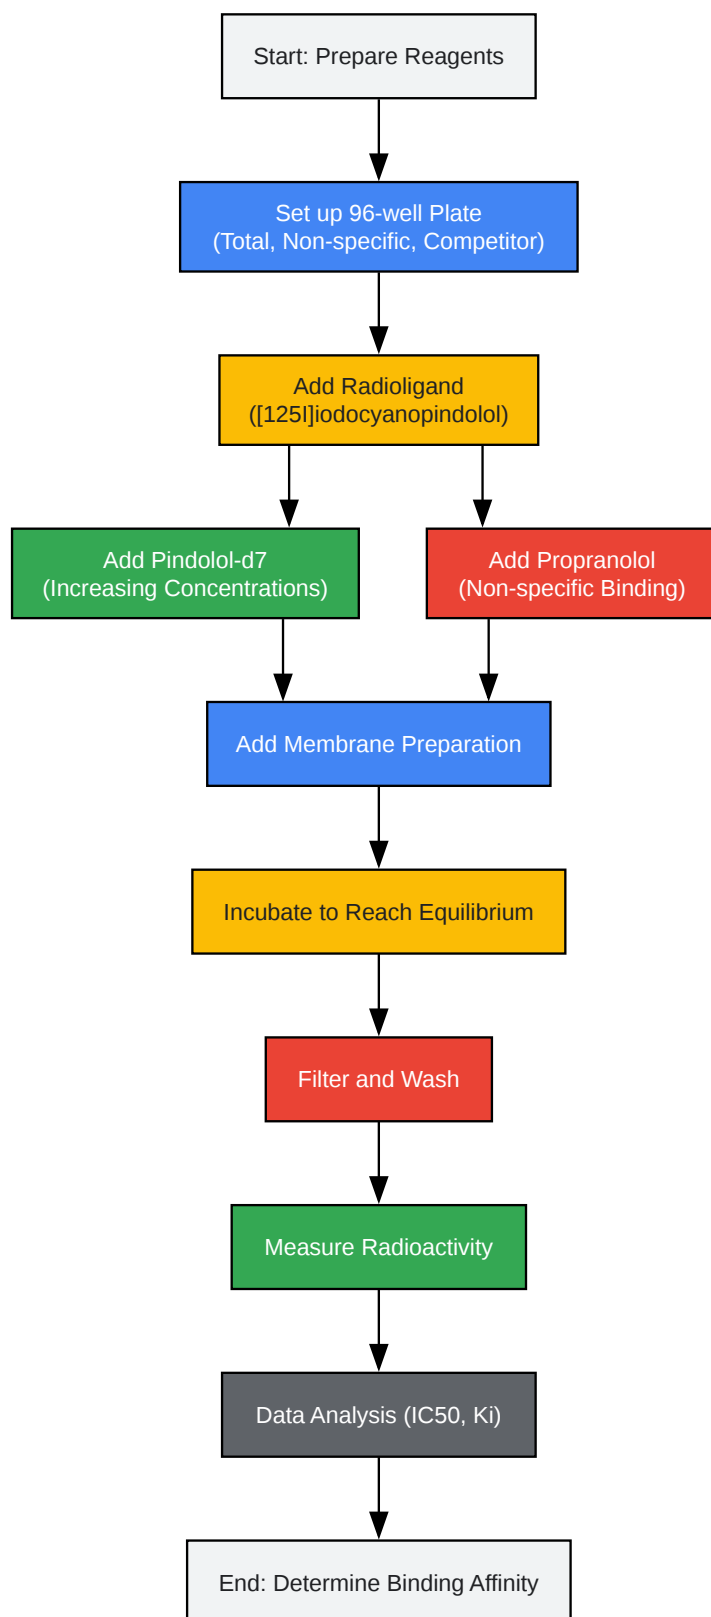 Start: Prepare Reagents
Set up 96-well Plate
(Total, Non-specific, Competitor)
Add Radioligand
([125I]iodocyanopindolol)
Add Pindolol-d7
(Increasing Concentrations)
Add Propranolol
(Non-specific Binding)
Add Membrane Preparation
Incubate to Reach Equilibrium
Filter and Wash
Measure Radioactivity
Data Analysis (IC50, Ki)
End: Determine Binding Affinity